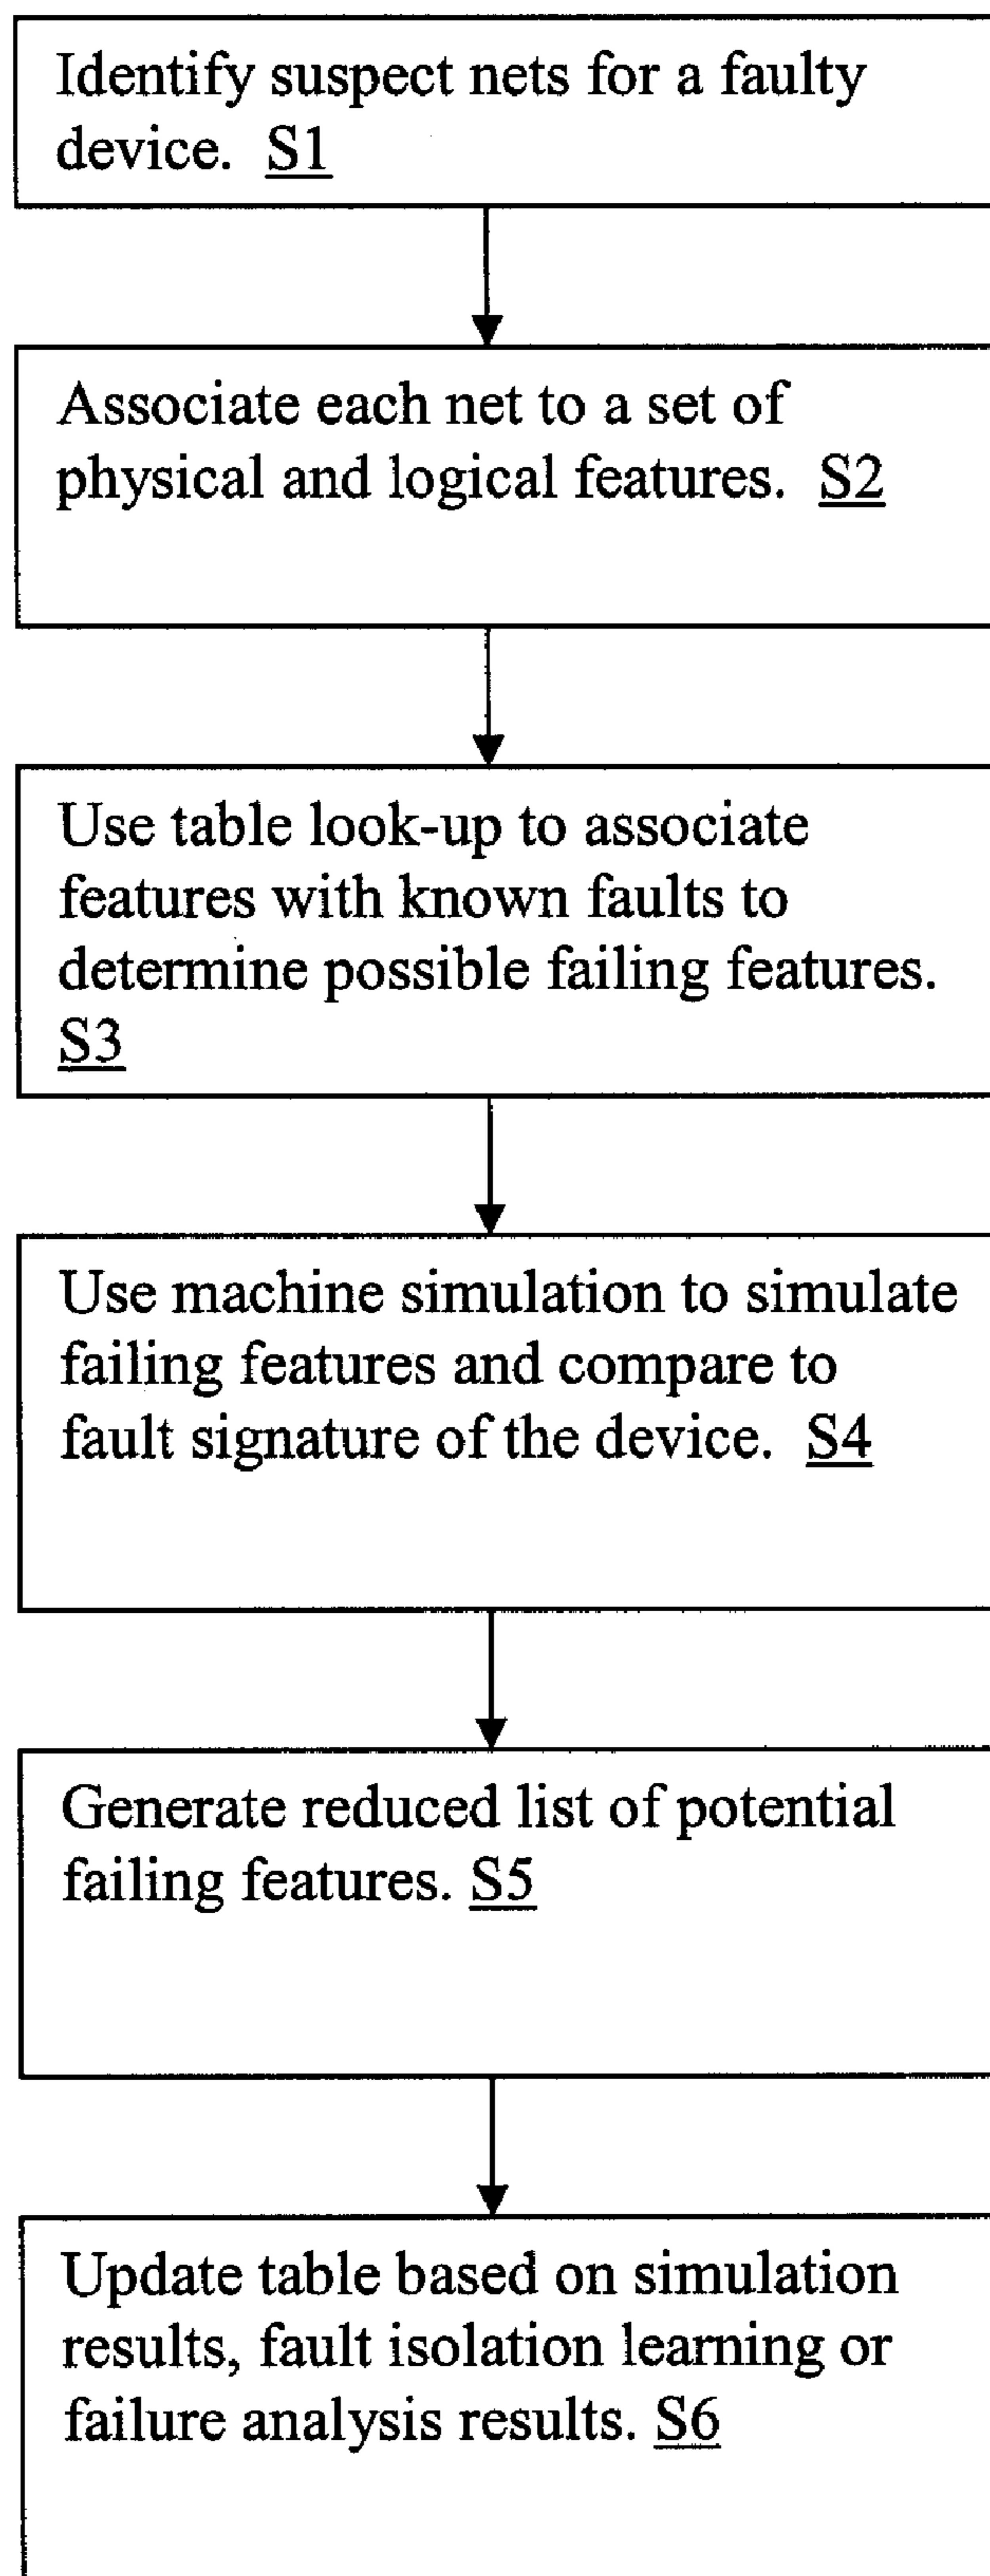 Identify suspect nets for a faulty
device. S1
Associate each net to a set of
physical and logical features. S2
Use table look-up to associate
features with known faults to
determine possible failing features.
S3
Use machine simulation to simulate
failing features and compare to
fault signature of the device. S4
Generate reduced list of potential
failing features. S5
Update table based on simulation
results, fault isolation learning or
failure analysis results. S6